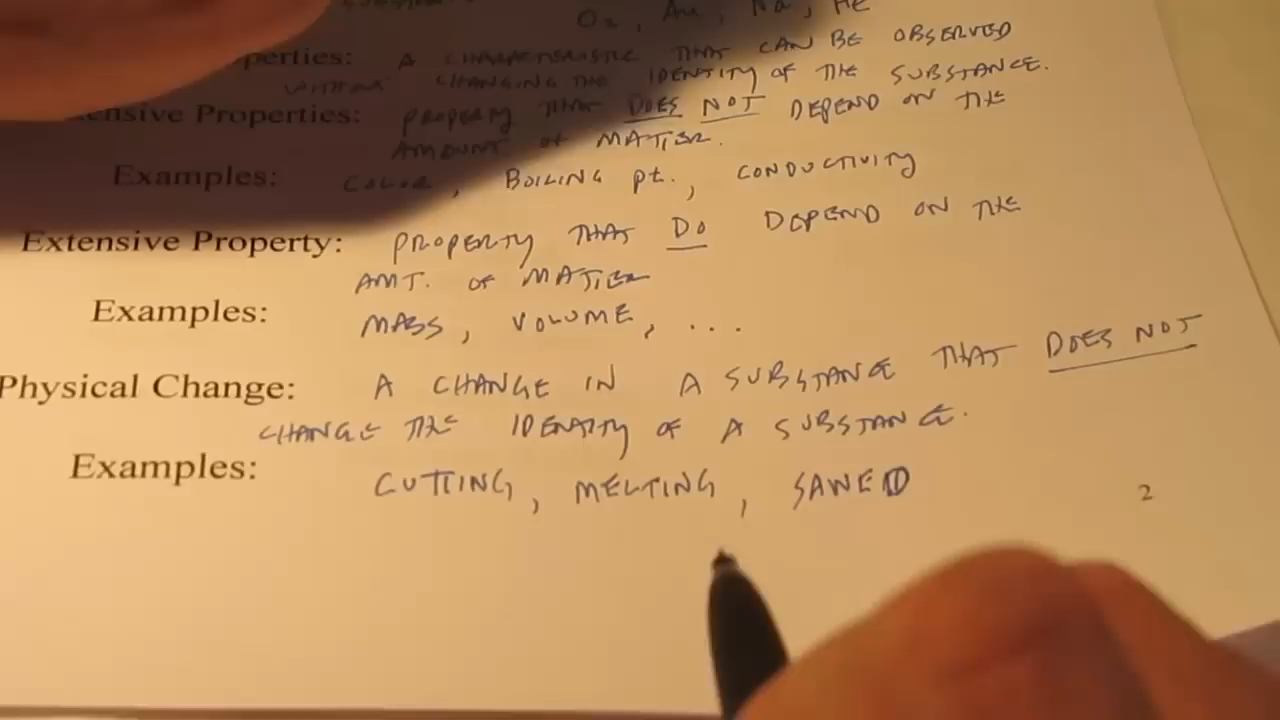 O₂, Au, Na, He
perties: A CHARACTERISTIC THAT CAN BE OBSERVED
WITHOUT CHANGING THE IDENTITY OF THE SUBSTANCE.
ensive Properties: PROPERTY THAT DOES NOT DEPEND ON THE
AMOUNT OF MATTER.
Examples: COLOR, BOILING pt., CONDUCTIVITY
Extensive Property: PROPERTY THAT DO DEPEND ON THE
AMT. OF MATTER
Examples: MASS, VOLUME, ...
Physical Change: A CHANGE IN A SUBSTANCE THAT DOES NOT
CHANGE THE IDENTITY OF A SUBSTANCE.
Examples: CUTTING, MELTING, SAWED
2